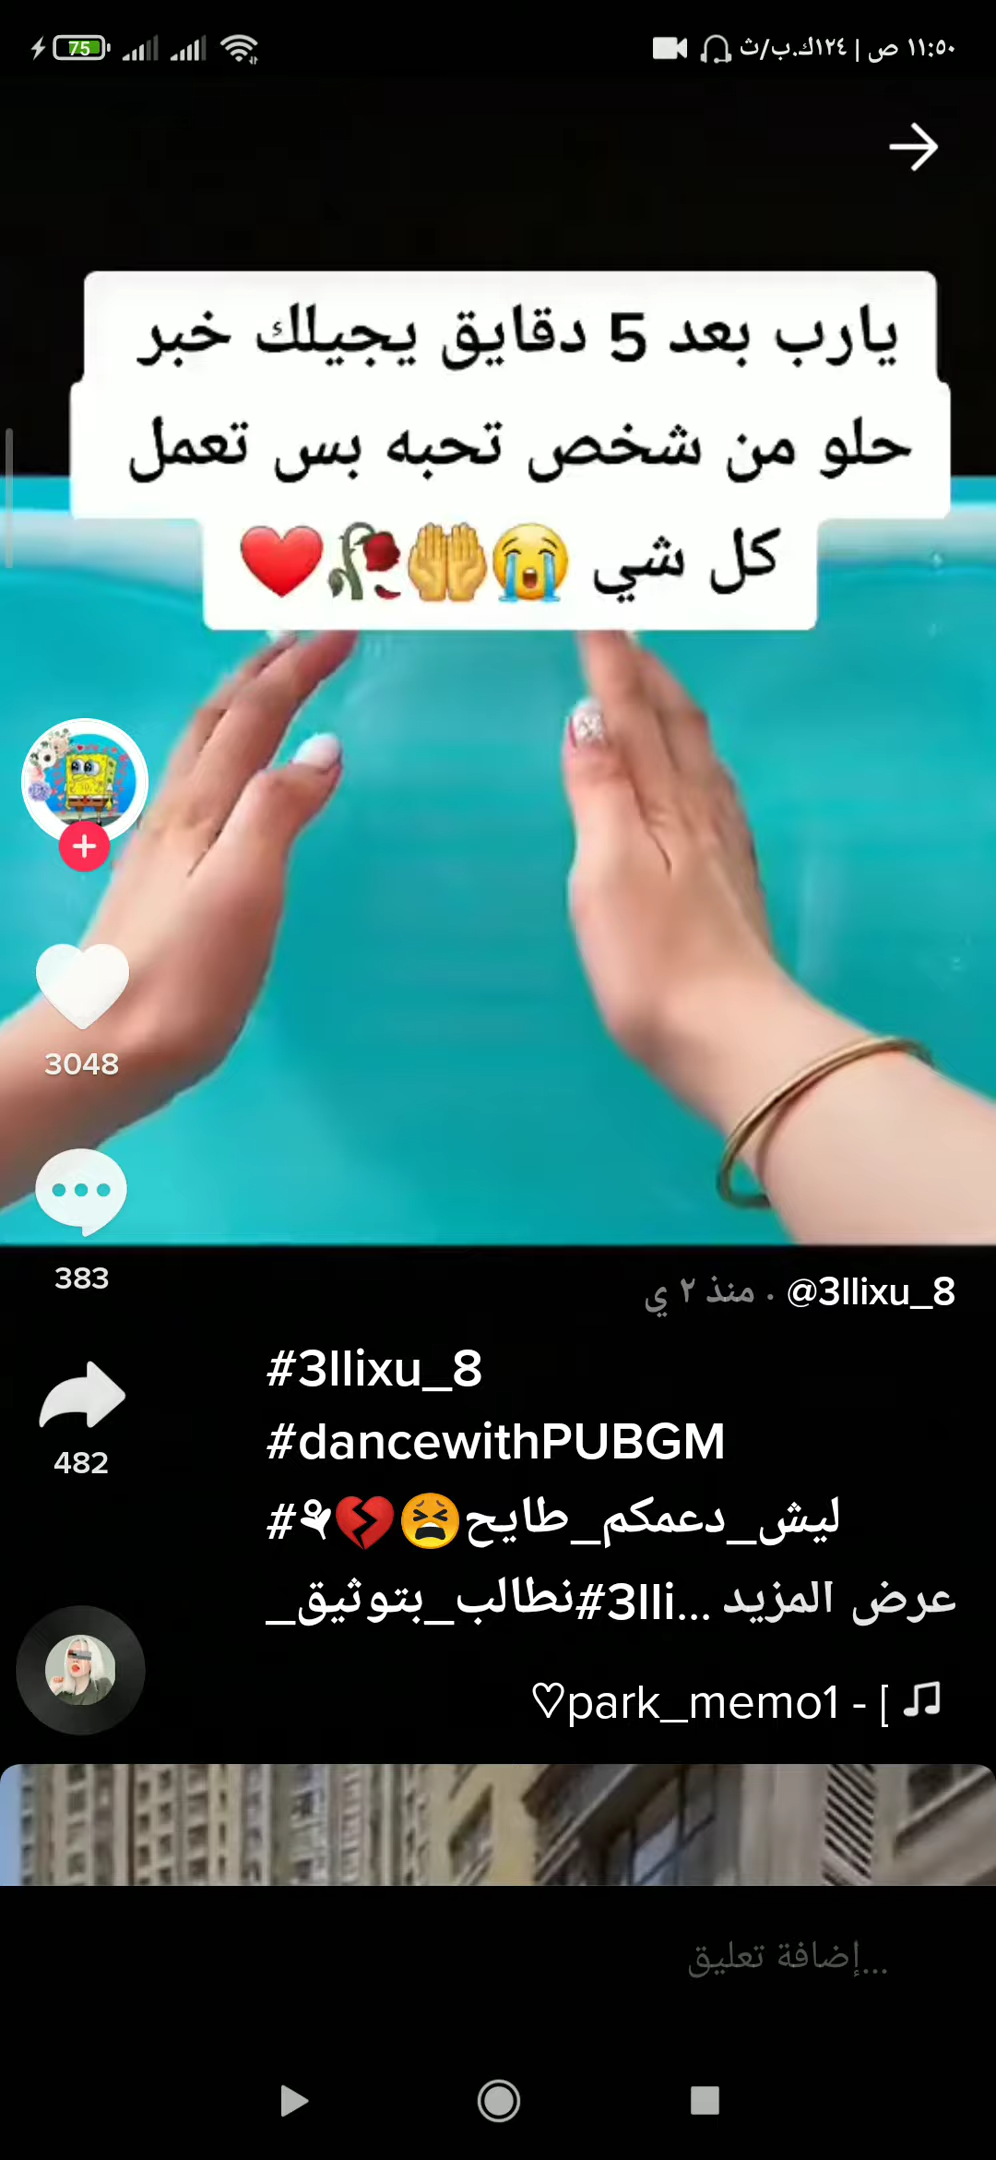 ١١:٥٠ ص | ١٢٤ك.ب/ث
75
يارب بعد 5 دقايق يجيلك خبر
حلو من شخص تحبه بس تعمل
كل شي 😭🤲🥀❤️
3048
383
482
@3llixu_8 · منذ ٢ ي
#3llixu_8
#dancewithPUBGM
#ليش_دعمكم_طايح😫💔
نطالب_بتوثيق_#3lli... عرض المزيد
♡park_memo1 - [ ♫
إضافة تعليق...